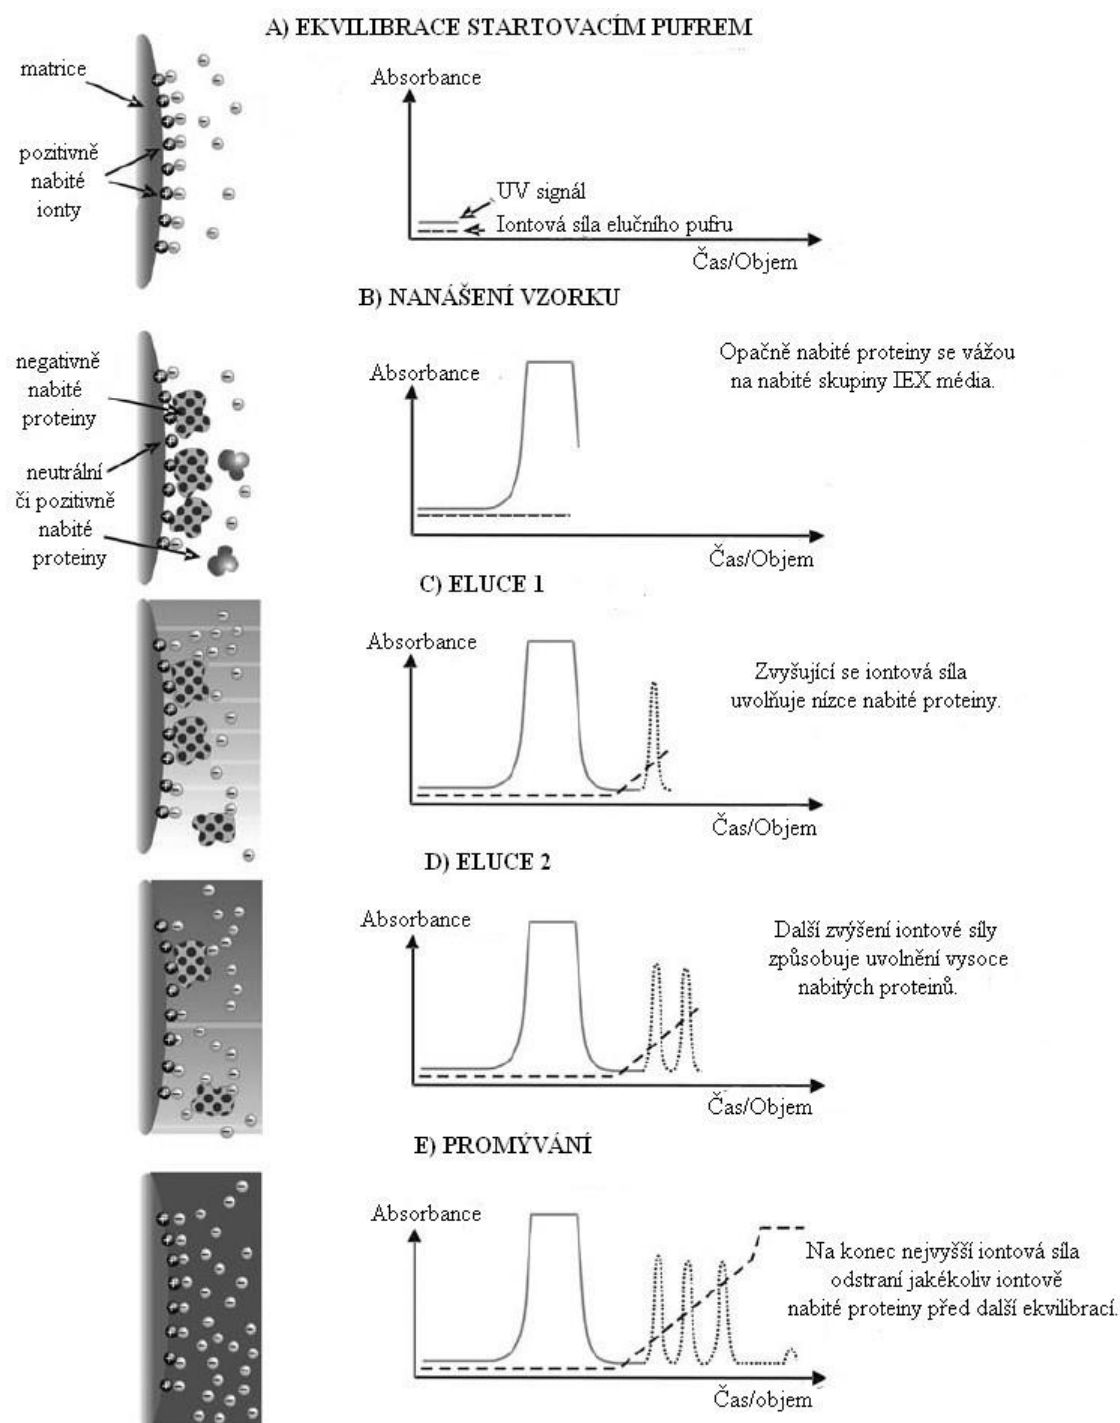 A) EKVILIBRACE STARTOVACÍM PUFREM
matrice
pozitivně
nabité
ionty
Absorbance
UV signál
Iontová síla elučního pufru
Čas/Objem
B) NANÁŠENÍ VZORKU
negativně
nabité
proteiny
neutrální
či pozitivně
nabité
proteiny
Absorbance
Opačně nabité proteiny se vážou
na nabité skupiny IEX média.
Čas/Objem
C) ELUCE 1
Absorbance
Zvyšující se iontová síla
uvolňuje nízce nabité proteiny.
Čas/Objem
D) ELUCE 2
Absorbance
Další zvýšení iontové síly
způsobuje uvolnění vysoce
nabitých proteinů.
Čas/Objem
E) PROMÝVÁNÍ
Absorbance
Na konec nejvyšší iontová síla
odstraní jakékoliv iontově
nabité proteiny před další ekvilibrací.
Čas/objem